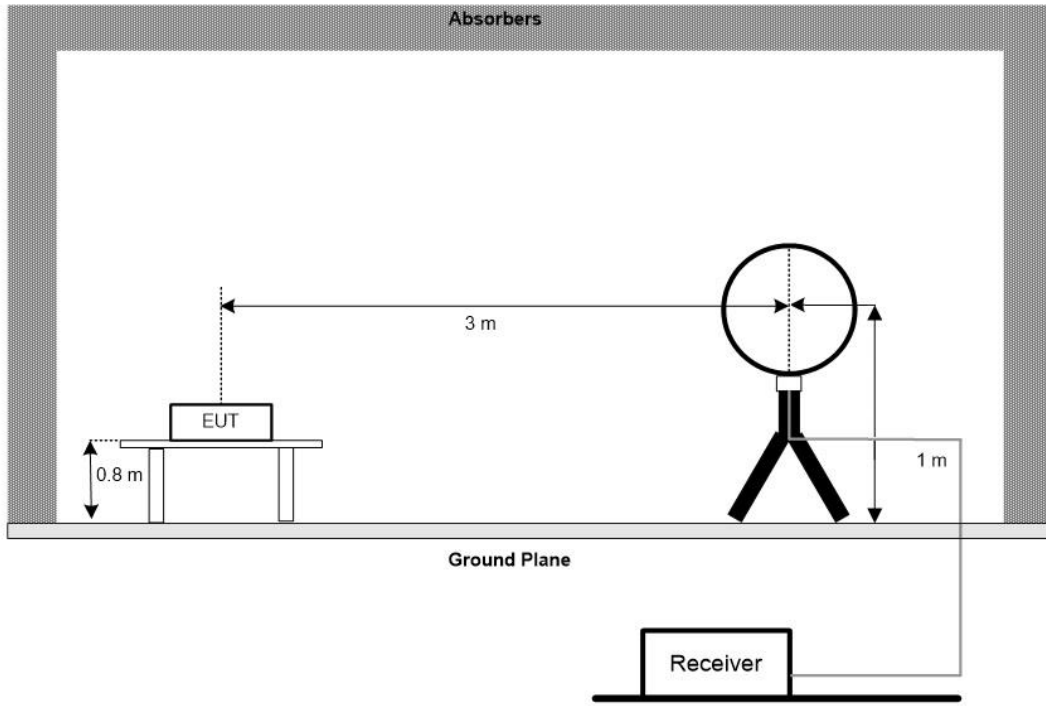 Absorbers
3 m
EUT
0.8 m
1 m
Ground Plane
Receiver